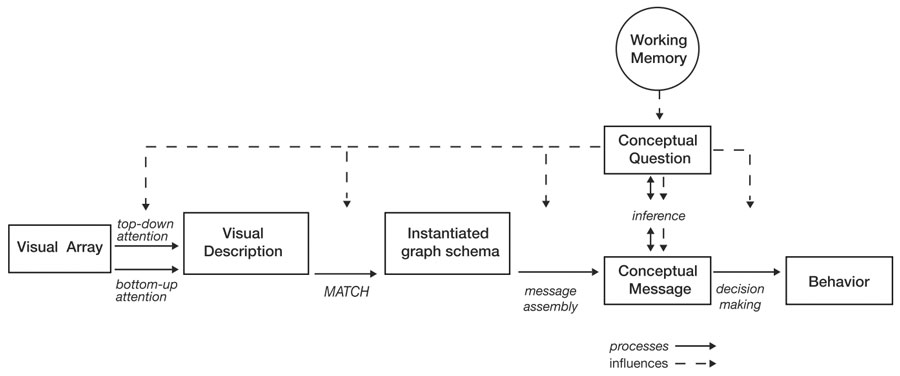 Working
Memory
Conceptual
Question
top-down
attention
Visual Array
bottom-up
attention
Visual
Description
MATCH
Instantiated
graph schema
message
assembly
inference
Conceptual
Message
decision
making
Behavior
processes
influences